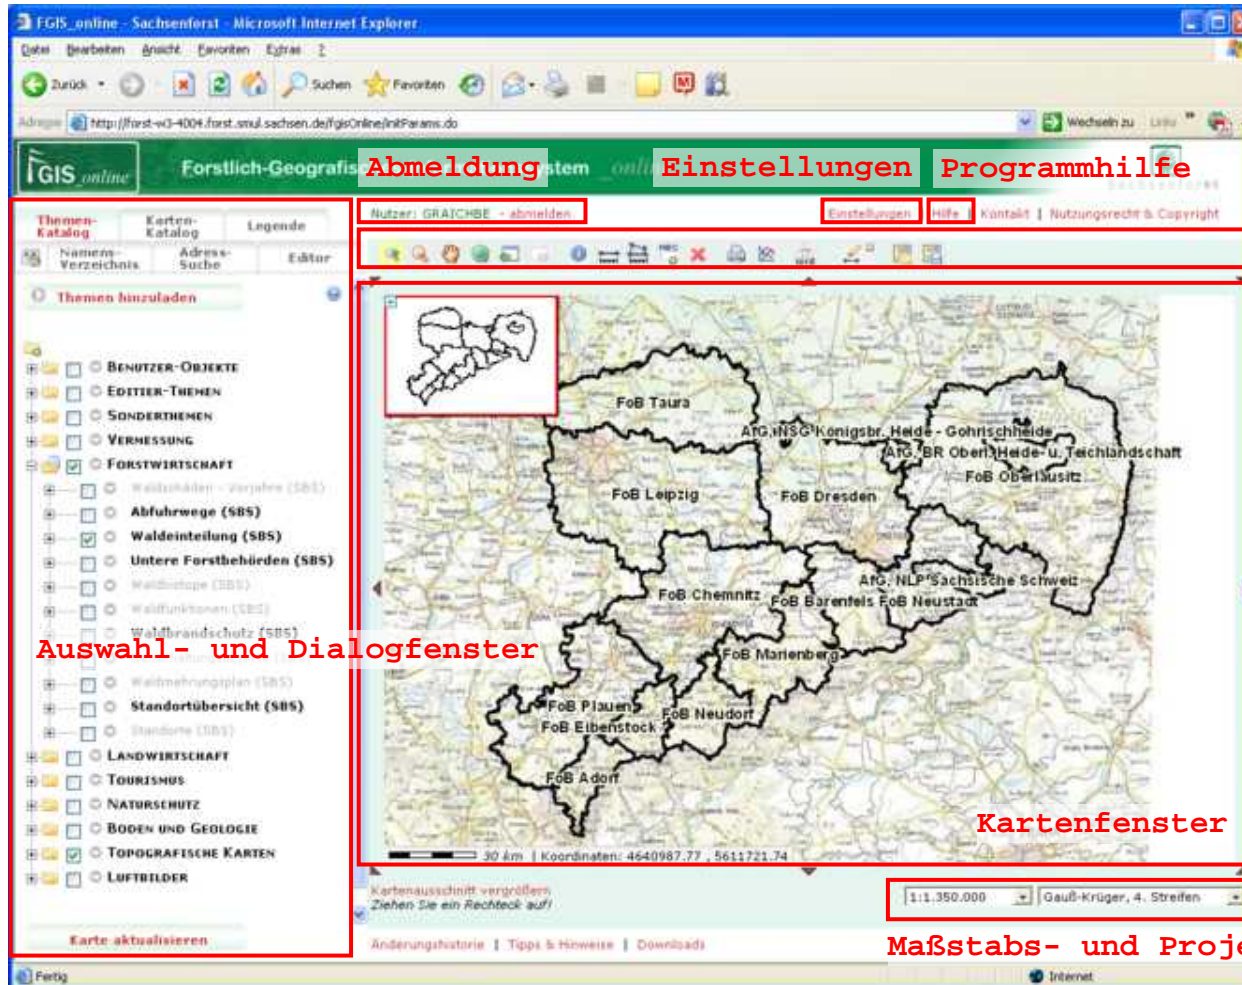 FGIS_online - Sachsenforst - Microsoft Internet Explorer
Datei Bearbeiten Ansicht Favoriten Extras ?
Zurück Suchen Favoriten
Adresse http://forst-w3-4004.forst.smul.sachsen.de/fgisOnline/initParams.do Wechseln zu Links
FGIS_online Forstlich-Geografisc ystem _onli
Abmeldung Einstellungen Programmhilfe
Nutzer: GRAICHBE - abmelden Einstellungen | Hilfe | Kontakt | Nutzungsrecht & Copyright
Themen-Katalog Karten-Katalog Legende
Namens-Verzeichnis Adress-Suche Editor
Themen hinzuladen
BENUTZER-OBJEKTE
EDITIER-THEMEN
SONDERTHEMEN
VERMESSUNG
FORSTWIRTSCHAFT
Waldschäden - Vorjahre (SBS)
Abfuhrwege (SBS)
Waldeinteilung (SBS)
Untere Forstbehörden (SBS)
Waldbiotope (SBS)
Waldfunktionen (SBS)
Waldbrandschutz (SBS)
Auswahl- und Dialogfenster
Waldmehrungsplan (SBS)
Standortübersicht (SBS)
Standorte (SBS)
LANDWIRTSCHAFT
TOURISMUS
NATURSCHUTZ
BODEN UND GEOLOGIE
TOPOGRAFISCHE KARTEN
LUFTBILDER
Karte aktualisieren
FoB Taura
AfG, NSG Königsbr. Heide - Gohrischheide
AfG, BR Oberl. Heide- u. Teichlandschaft
FoB Oberlausitz
FoB Leipzig
FoB Dresden
AfG, NLP Sächsische Schweiz
FoB Chemnitz
FoB Bärenfels
FoB Neustadt
FoB Marienberg
FoB Plauen
FoB Neudorf
FoB Eibenstock
FoB Adorf
Kartenfenster
30 km | Koordinaten: 4640987.77 , 5611721.74
Kartenausschnitt vergrößern
Ziehen Sie ein Rechteck auf!
1:1.350.000 Gauß-Krüger, 4. Streifen
Änderungshistorie | Tipps & Hinweise | Downloads
Maßstabs- und Proje
Fertig Internet